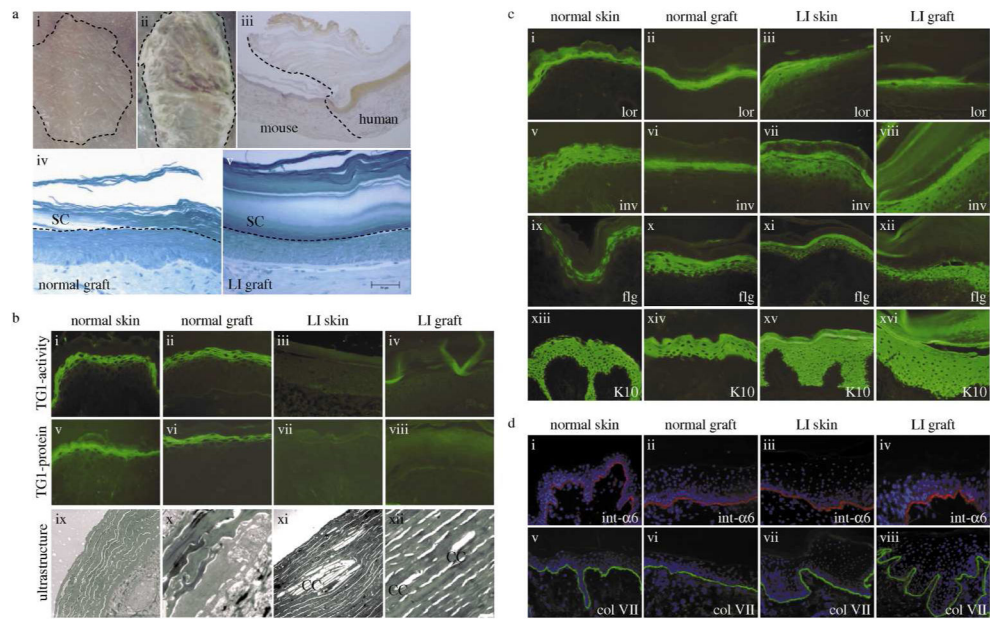 a
i
ii
iii
mouse
human
iv
v
SC
SC
normal graft
LI graft
b
normal skin
normal graft
LI skin
LI graft
TG1-activity
i
ii
iii
iv
TG1-protein
v
vi
vii
viii
ultrastructure
ix
x
xi
xii
CC
CC
CC
c
normal skin
normal graft
LI skin
LI graft
i
ii
iii
iv
lor
lor
lor
lor
v
vi
vii
viii
inv
inv
inv
inv
ix
x
xi
xii
flg
flg
flg
flg
xiii
xiv
xv
xvi
K10
K10
K10
K10
d
normal skin
normal graft
LI skin
LI graft
i
ii
iii
iv
int-α6
int-α6
int-α6
int-α6
v
vi
vii
viii
col VII
col VII
col VII
col VII